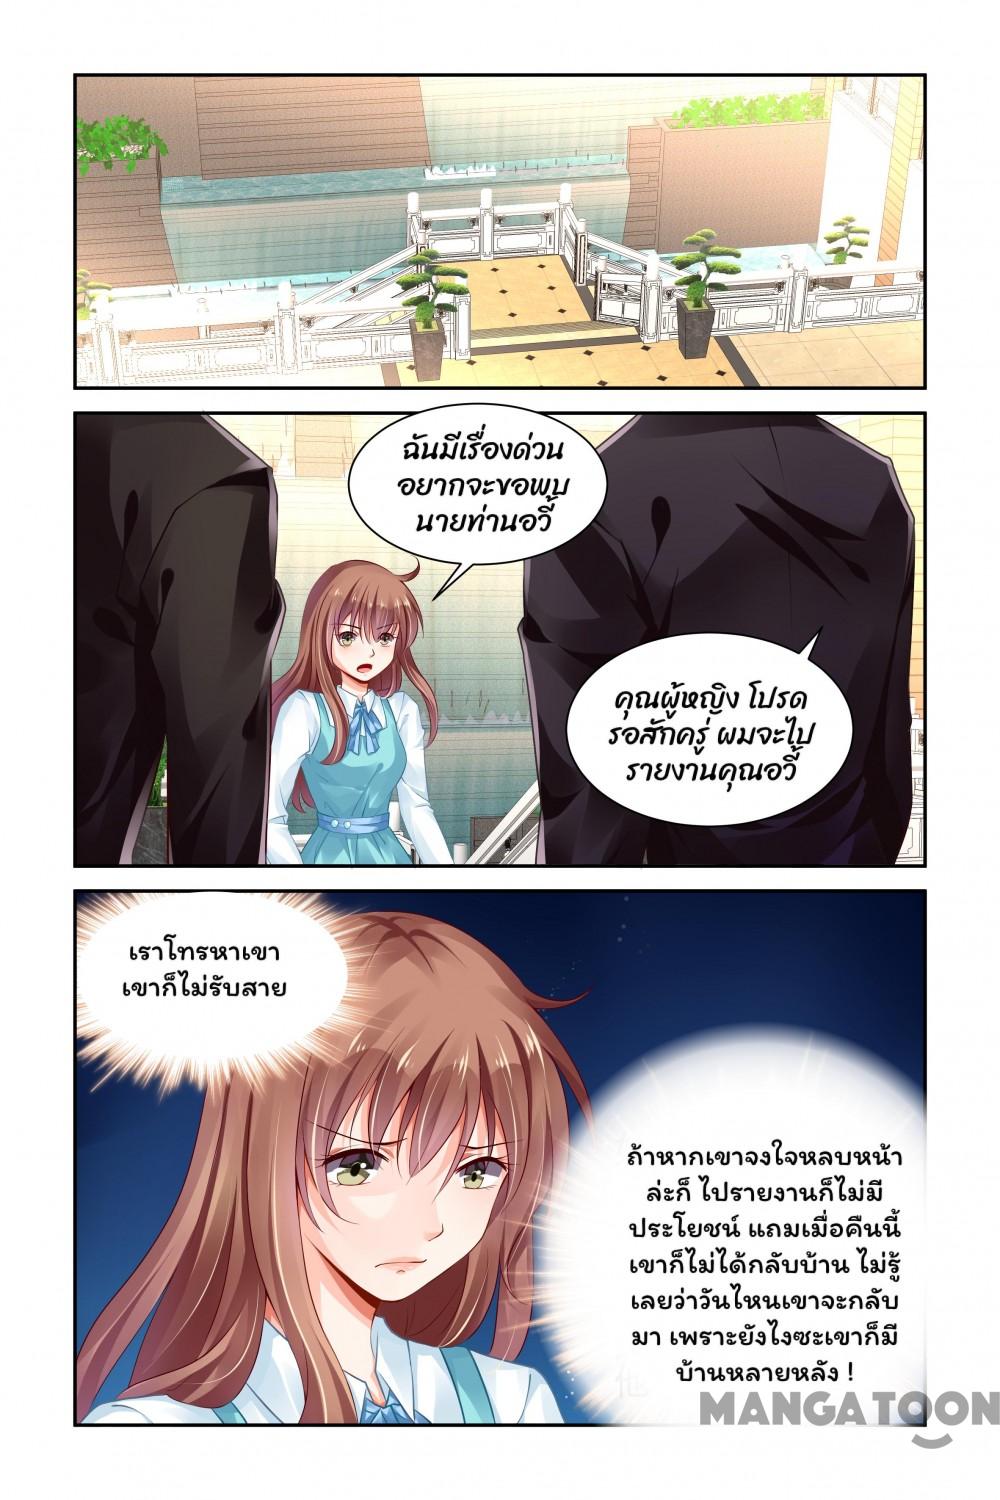 ฉันมีเรื่องด่วน
อยากจะขอพบ
นายท่านอวี้
คุณผู้หญิง โปรด
รอสักครู่ ผมจะไป
รายงานคุณอวี้
เราโทรหาเขา
เขาก็ไม่รับสาย
ถ้าหากเขาจงใจหลบหน้า
ล่ะก็ ไปรายงานก็ไม่มี
ประโยชน์ แถมเมื่อคืนนี้
เขาก็ไม่ได้กลับบ้าน ไม่รู้
เลยว่าวันไหนเขาจะกลับ
มา เพราะยังไงซะเขาก็มี
บ้านหลายหลัง !
他
MANGATOON